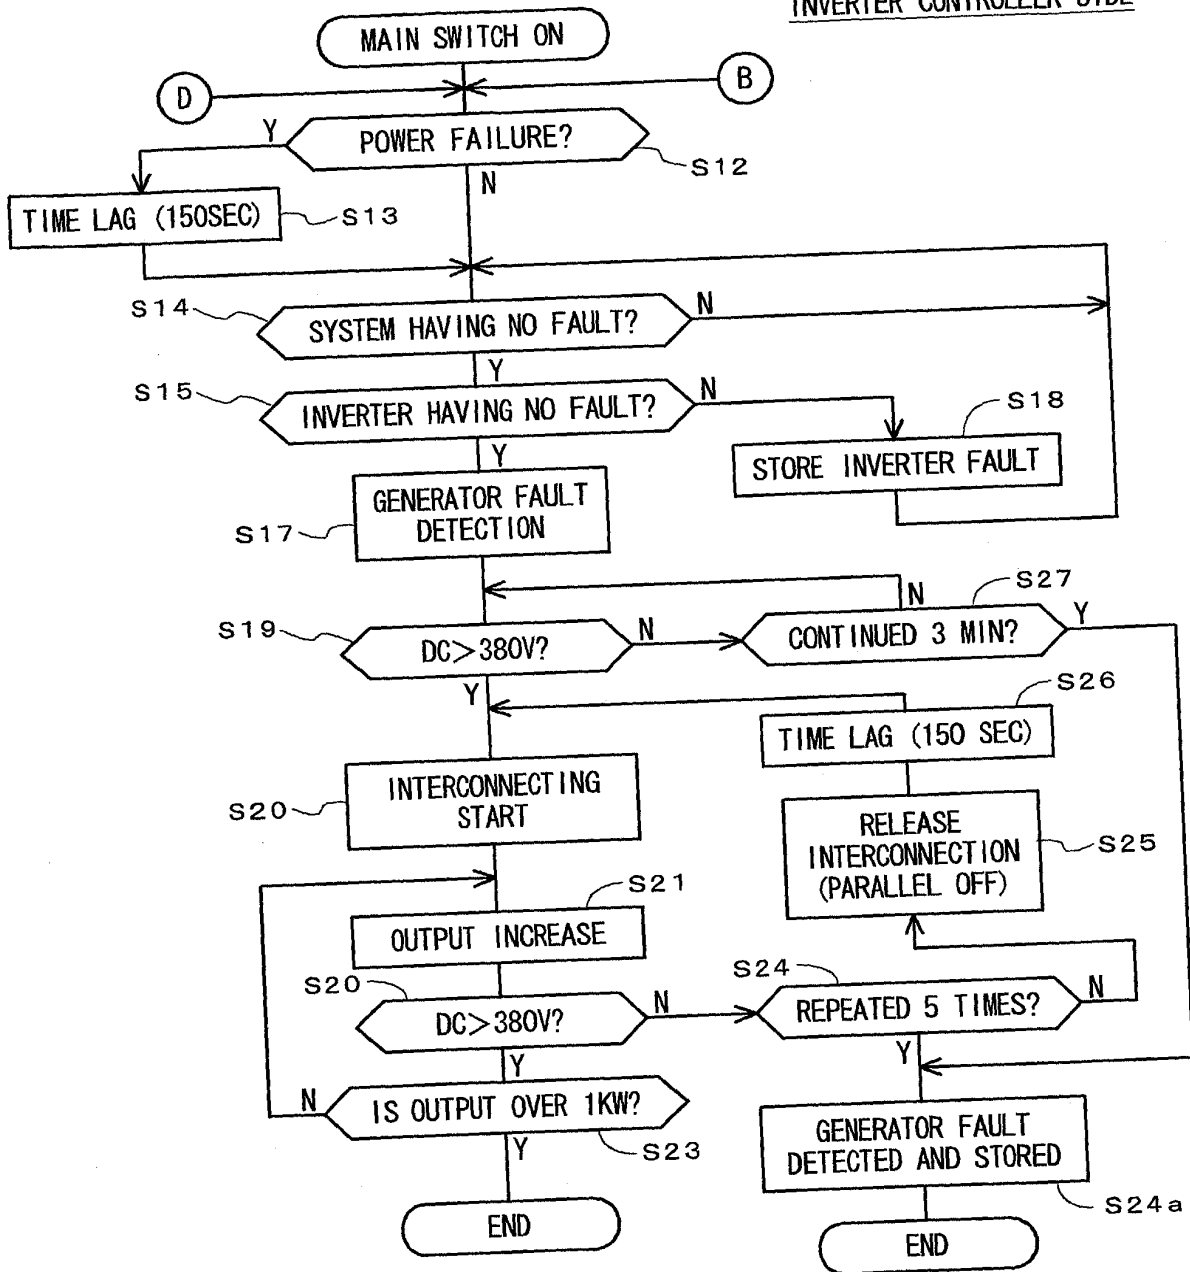 MAIN SWITCH ON
D
B
Y
POWER FAILURE?
S12
N
TIME LAG (150SEC)
S13
S14
SYSTEM HAVING NO FAULT?
N
Y
S15
INVERTER HAVING NO FAULT?
N
S18
Y
STORE INVERTER FAULT
GENERATOR FAULT
DETECTION
S17
S27
N
Y
S19
DC>380V?
N
CONTINUED 3 MIN?
Y
S26
TIME LAG (150 SEC)
INTERCONNECTING
START
S20
RELEASE
INTERCONNECTION
(PARALLEL OFF)
S25
S21
OUTPUT INCREASE
S20
S24
DC>380V?
N
REPEATED 5 TIMES?
N
Y
Y
N
IS OUTPUT OVER 1KW?
S23
Y
GENERATOR FAULT
DETECTED AND STORED
S24a
END
END